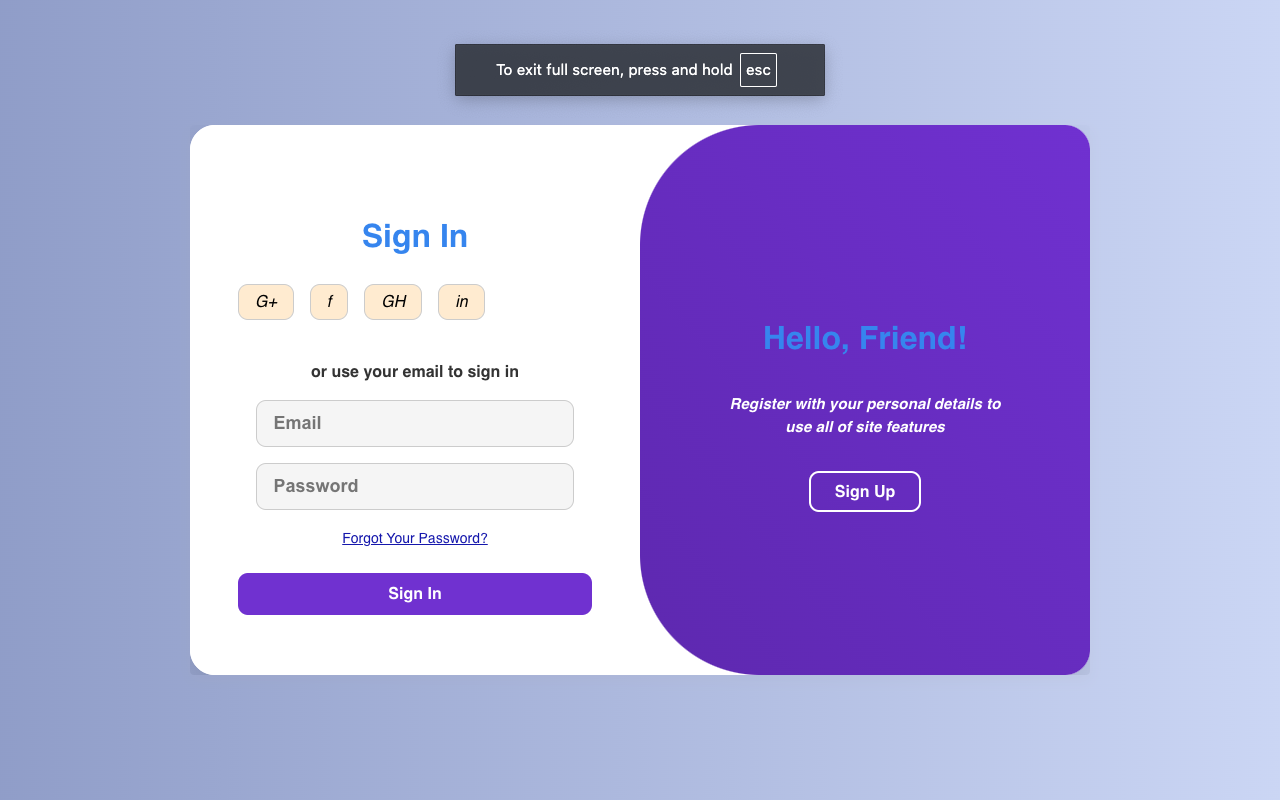 To exit full screen, press and hold esc
Sign In
G+ f GH in
or use your email to sign in
Email
Password
Forgot Your Password?
Sign In
Hello, Friend!
Register with your personal details to
use all of site features
Sign Up